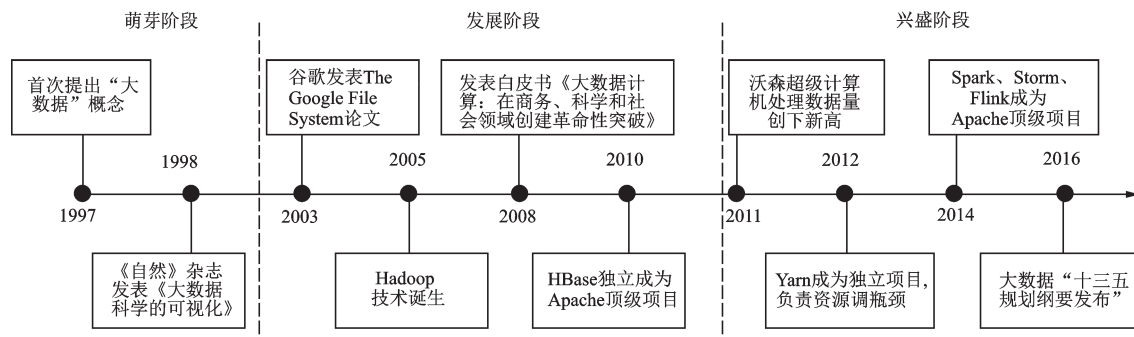 萌芽阶段
发展阶段
兴盛阶段
首次提出“大
数据”概念
谷歌发表The
Google File
System论文
发表白皮书《大数据计
算：在商务、科学和社
会领域创建革命性突破》
沃森超级计算
机处理数据量
创下新高
Spark、Storm、
Flink成为
Apache顶级项目
1998
2005
2010
2012
2016
1997
2003
2008
2011
2014
《自然》杂志
发表《大数据
科学的可视化》
Hadoop
技术诞生
HBase独立成为
Apache顶级项目
Yarn成为独立项目,
负责资源调瓶颈
大数据“十三五
规划纲要发布”